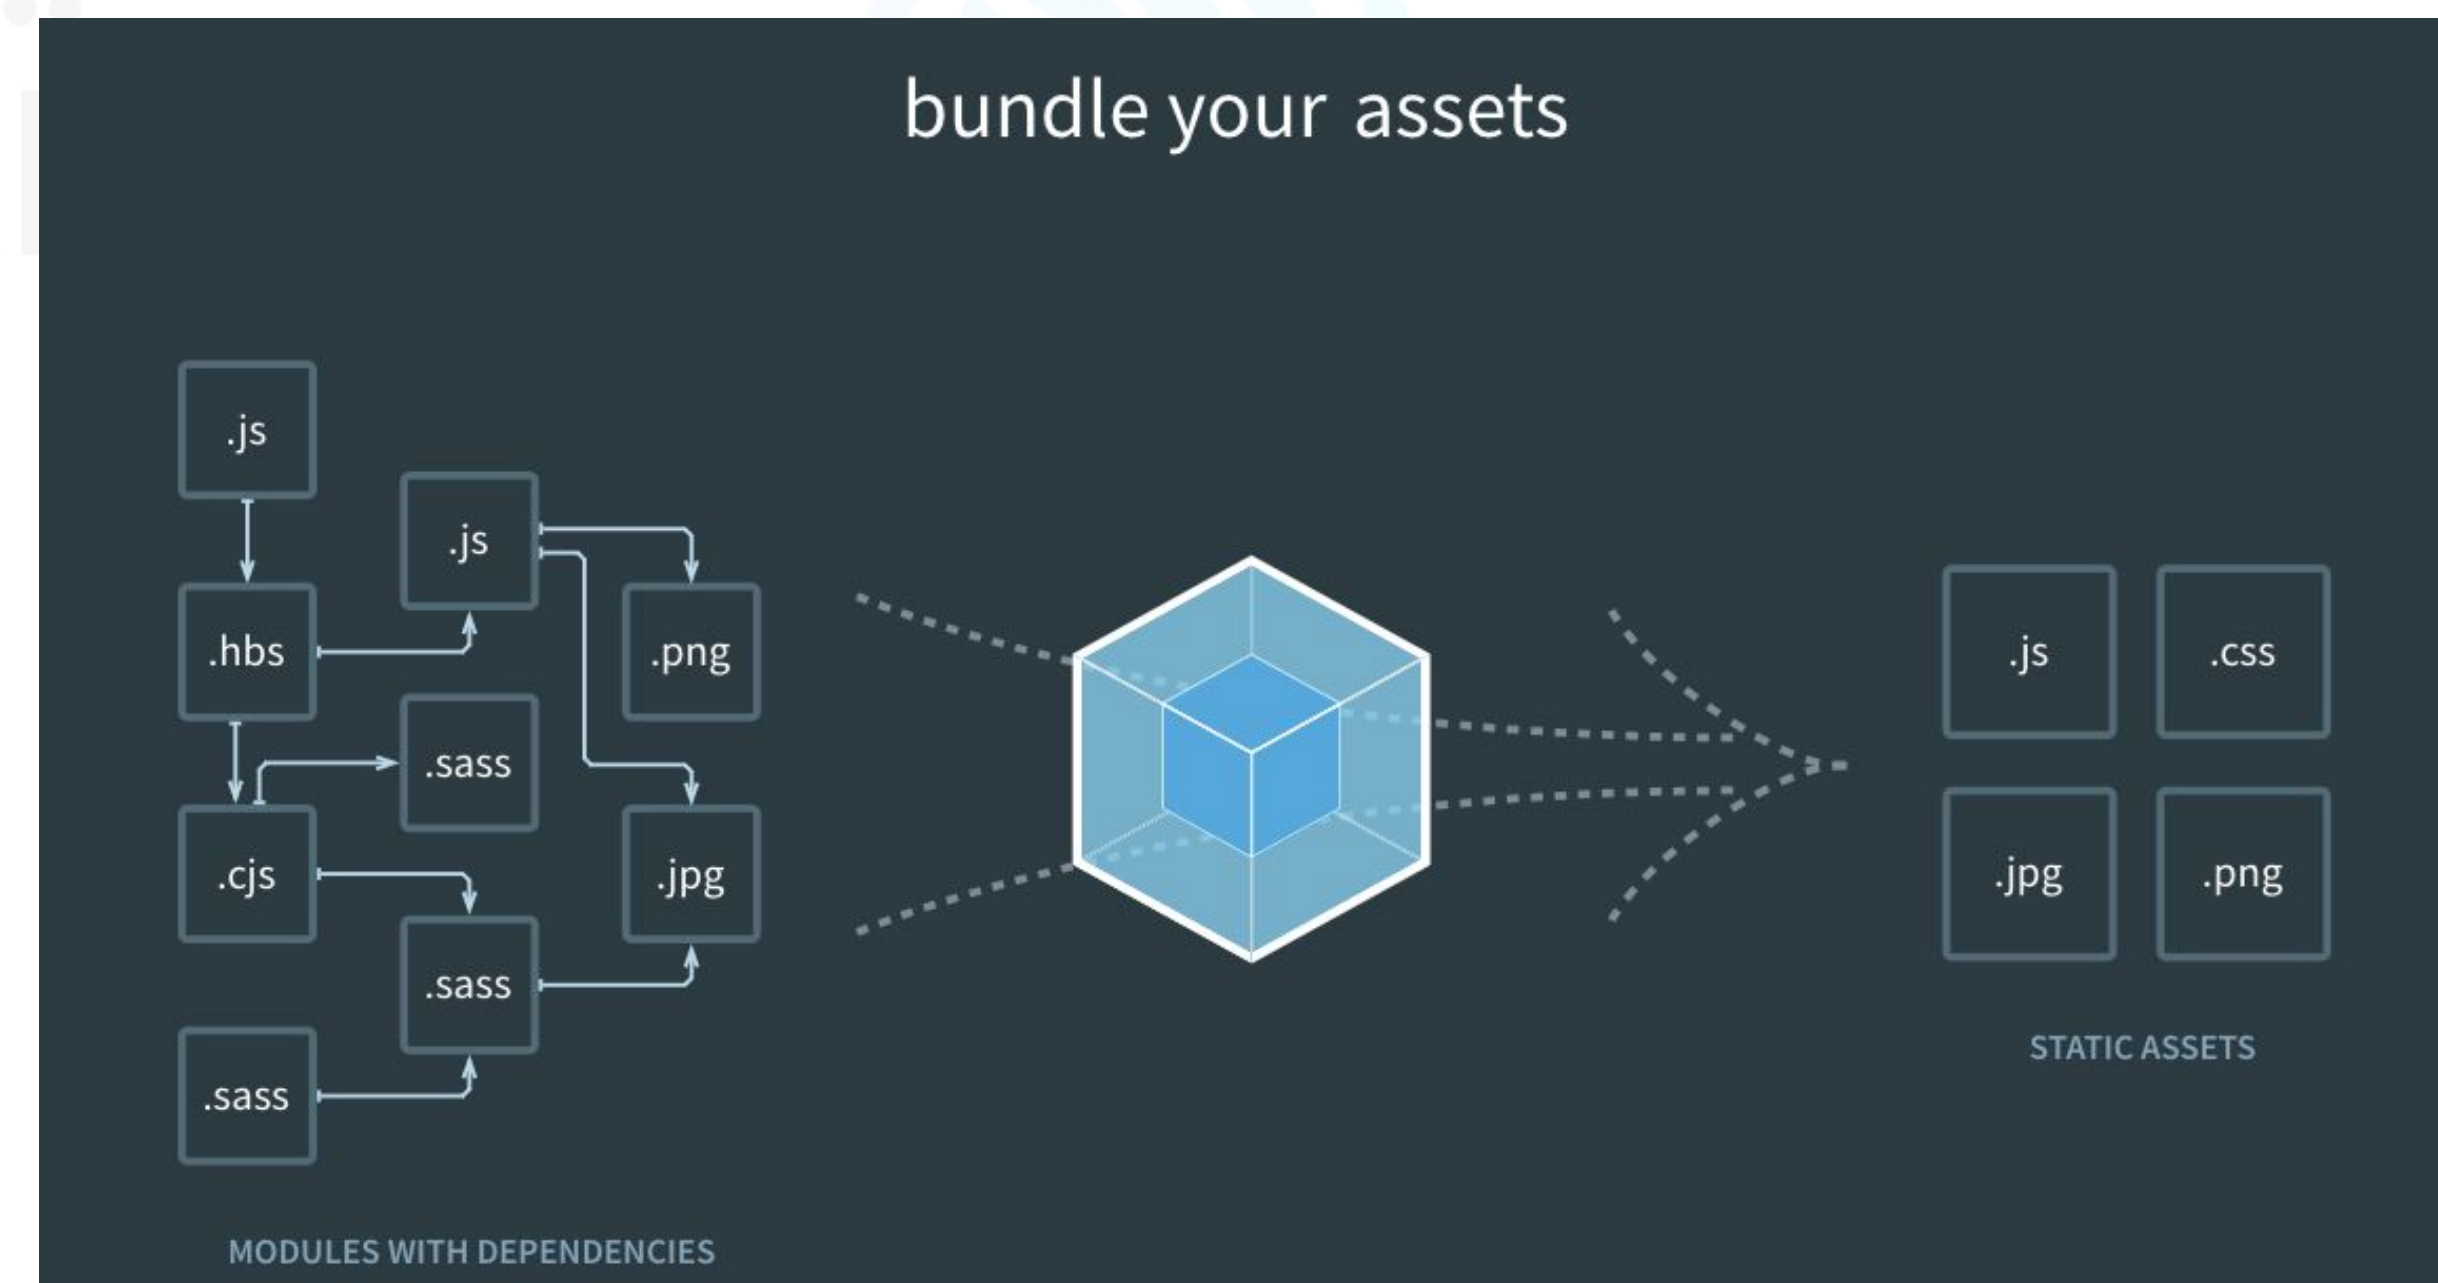 bundle your assets
.js
.js
.hbs
.png
.sass
.cjs
.jpg
.sass
.sass
MODULES WITH DEPENDENCIES
.js
.css
.jpg
.png
STATIC ASSETS